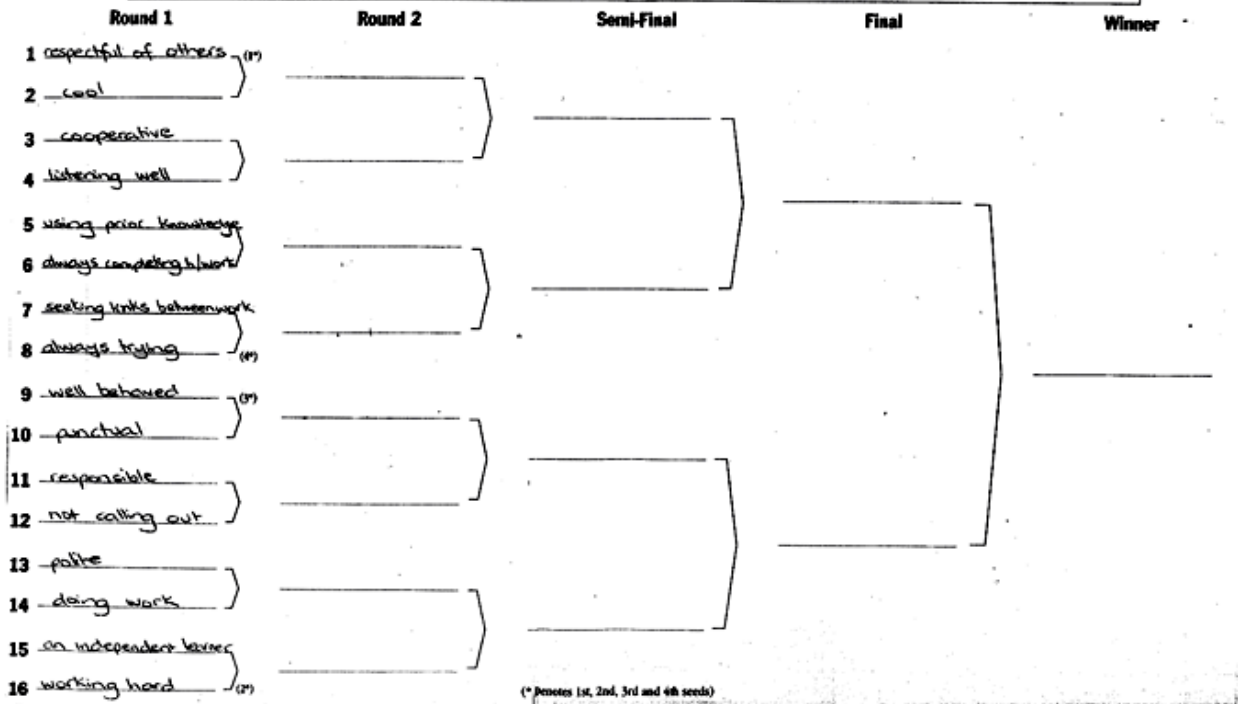 Round 1 Round 2 Semi-Final Final Winner
1 respectful of others (1*)
2 cool
3 cooperative
4 listening well
5 using prior knowledge
6 always completing h/work
7 seeking links between work
8 always trying (4*)
9 well behaved (3*)
10 punctual
11 responsible
12 not calling out
13 polite
14 doing work
15 an independent learner
16 working hard (2*)
(* Denotes 1st, 2nd, 3rd and 4th seeds)